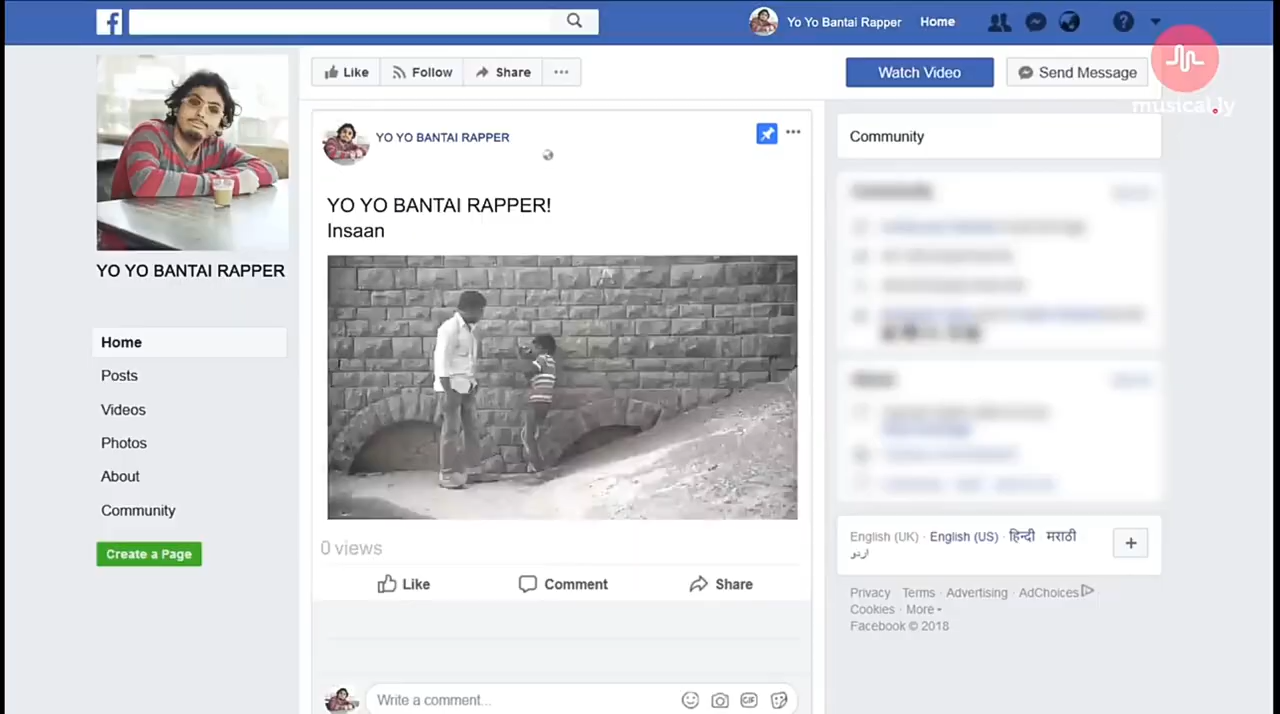 f
Yo Yo Bantai Rapper Home
?
musical.ly
Like Follow Share
Watch Video Send Message
YO YO BANTAI RAPPER
Community
YO YO BANTAI RAPPER!
Insaan
YO YO BANTAI RAPPER
Home
Posts
Videos
Photos
About
Community
Create a Page
0 views
Like Comment Share
Write a comment...
GIF
English (UK) · English (US) · हिन्दी मराठी
اردو
+
Privacy Terms · Advertising · AdChoices
Cookies · More
Facebook © 2018